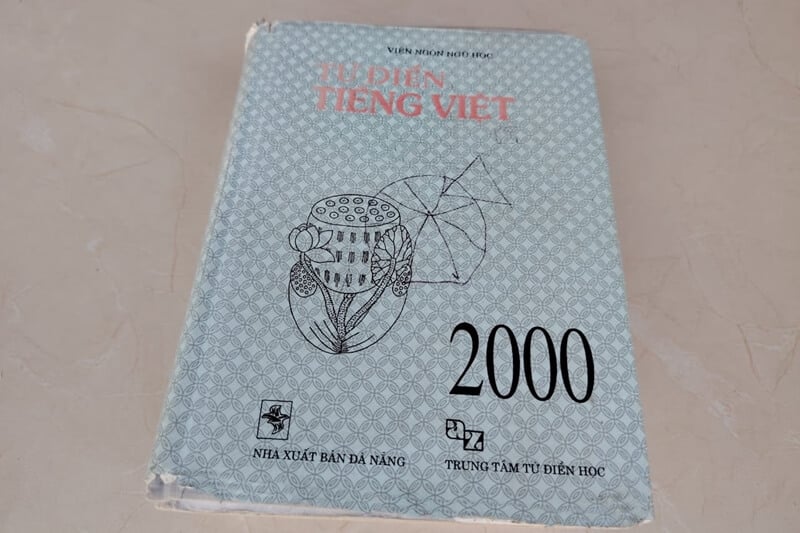 VIỆN NGÔN NGỮ HỌC
TỪ ĐIỂN
TIẾNG VIỆT
2000
az
NHÀ XUẤT BẢN ĐÀ NẴNG
TRUNG TÂM TỪ ĐIỂN HỌC